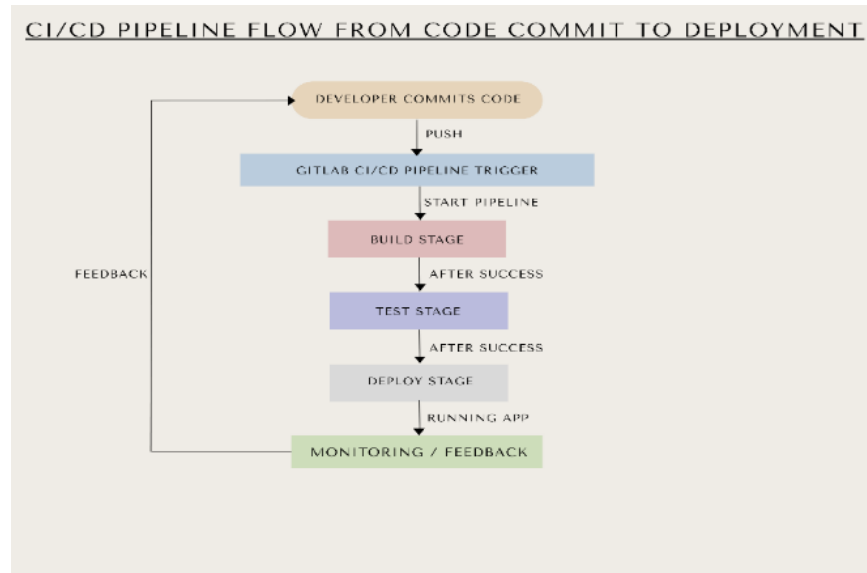 CI/CD PIPELINE FLOW FROM CODE COMMIT TO DEPLOYMENT
DEVELOPER COMMITS CODE
PUSH
GITLAB CI/CD PIPELINE TRIGGER
START PIPELINE
BUILD STAGE
FEEDBACK
AFTER SUCCESS
TEST STAGE
AFTER SUCCESS
DEPLOY STAGE
RUNNING APP
MONITORING / FEEDBACK